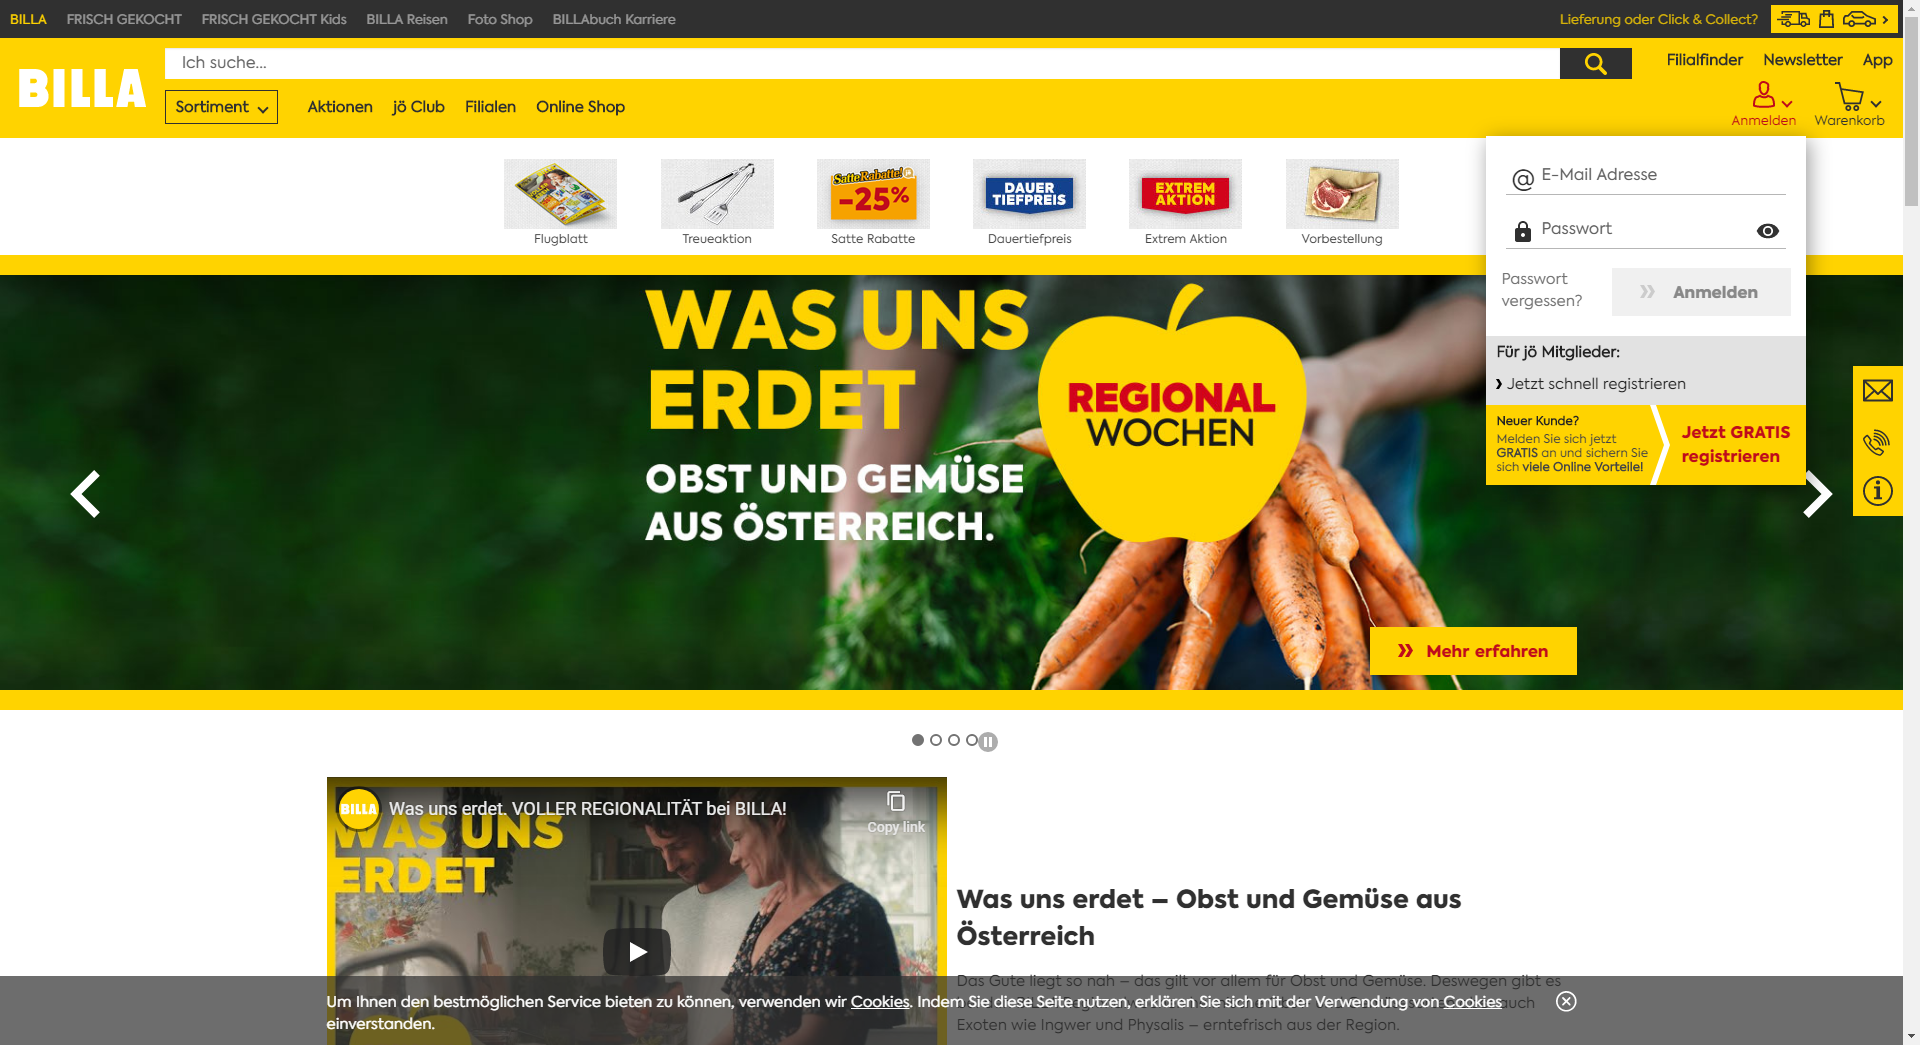 BILLA FRISCH GEKOCHT FRISCH GEKOCHT Kids BILLA Reisen Foto Shop BILLAbuch Karriere Lieferung oder Click & Collect?
BILLA
Ich suche...
Filialfinder Newsletter App
Sortiment Aktionen jö Club Filialen Online Shop
Anmelden Warenkorb
Satte Rabatte!
-25%
DAUER
TIEFPREIS
EXTREM
AKTION
Flugblatt Treueaktion Satte Rabatte Dauertiefpreis Extrem Aktion Vorbestellung
@ E-Mail Adresse
Passwort
Passwort
vergessen?
Anmelden
Für jö Mitglieder:
Jetzt schnell registrieren
Neuer Kunde?
Melden Sie sich jetzt
GRATIS an und sichern Sie
sich viele Online Vorteile!
Jetzt GRATIS
registrieren
WAS UNS
ERDET
OBST UND GEMÜSE
AUS ÖSTERREICH.
REGIONAL
WOCHEN
Mehr erfahren
BILLA
Was uns erdet. VOLLER REGIONALITÄT bei BILLA!
Copy link
WAS UNS
ERDET
Was uns erdet – Obst und Gemüse aus
Österreich
Das Gute liegt so nah – das gilt vor allem für Obst und Gemüse. Deswegen gibt es
auch
Exoten wie Ingwer und Physalis – erntefrisch aus der Region.
Um Ihnen den bestmöglichen Service bieten zu können, verwenden wir Cookies. Indem Sie diese Seite nutzen, erklären Sie sich mit der Verwendung von Cookies
einverstanden.